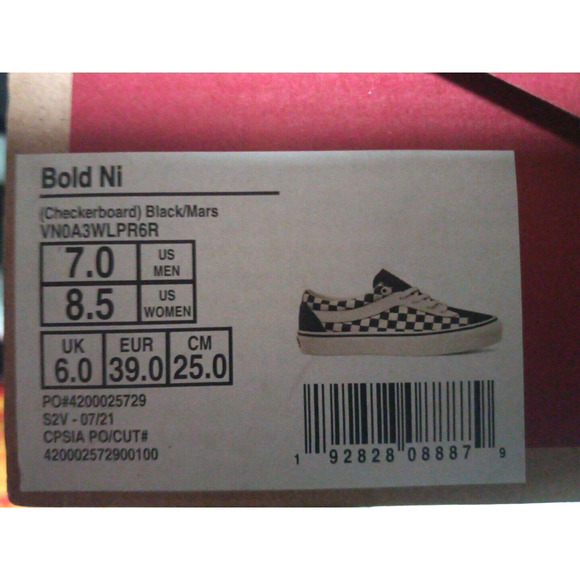 Bold Ni
(Checkerboard) Black/Mars
VN0A3WLPR6R
7.0 US MEN
8.5 US WOMEN
UK 6.0 EUR 39.0 CM 25.0
PO#4200025729
S2V - 07/21
CPSIA PO/CUT#
420002572900100
1 92828 08887 9